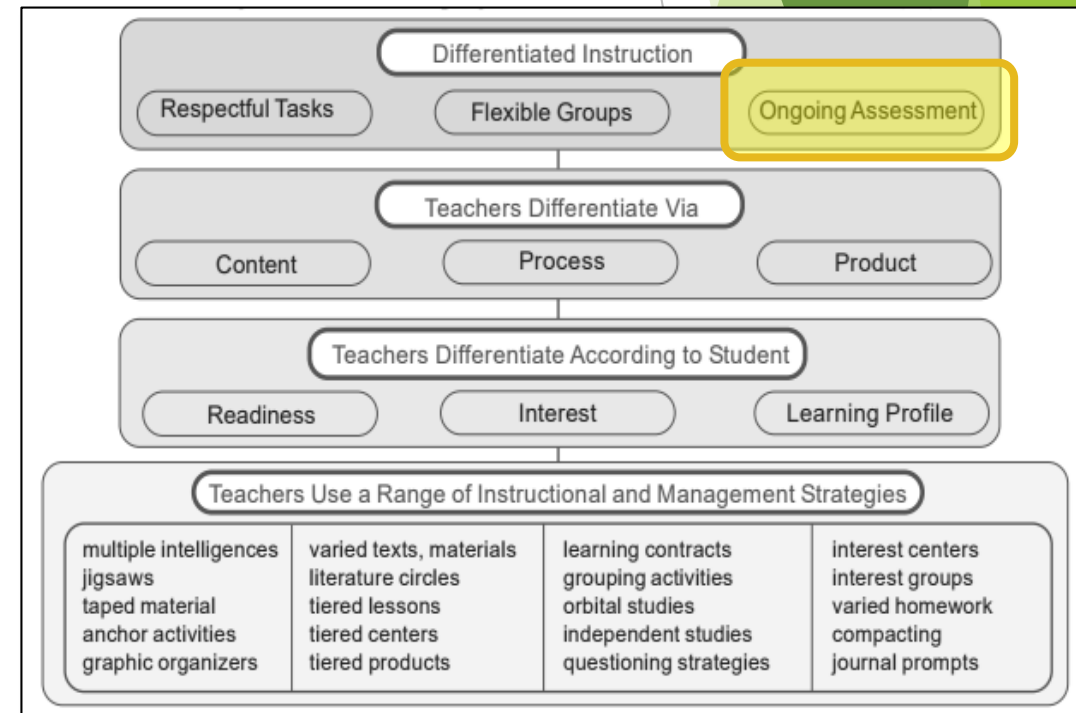 Differentiated Instruction
Respectful Tasks
Flexible Groups
Ongoing Assessment
Teachers Differentiate Via
Content
Process
Product
Teachers Differentiate According to Student
Readiness
Interest
Learning Profile
Teachers Use a Range of Instructional and Management Strategies
multiple intelligences
jigsaws
taped material
anchor activities
graphic organizers
varied texts, materials
literature circles
tiered lessons
tiered centers
tiered products
learning contracts
grouping activities
orbital studies
independent studies
questioning strategies
interest centers
interest groups
varied homework
compacting
journal prompts